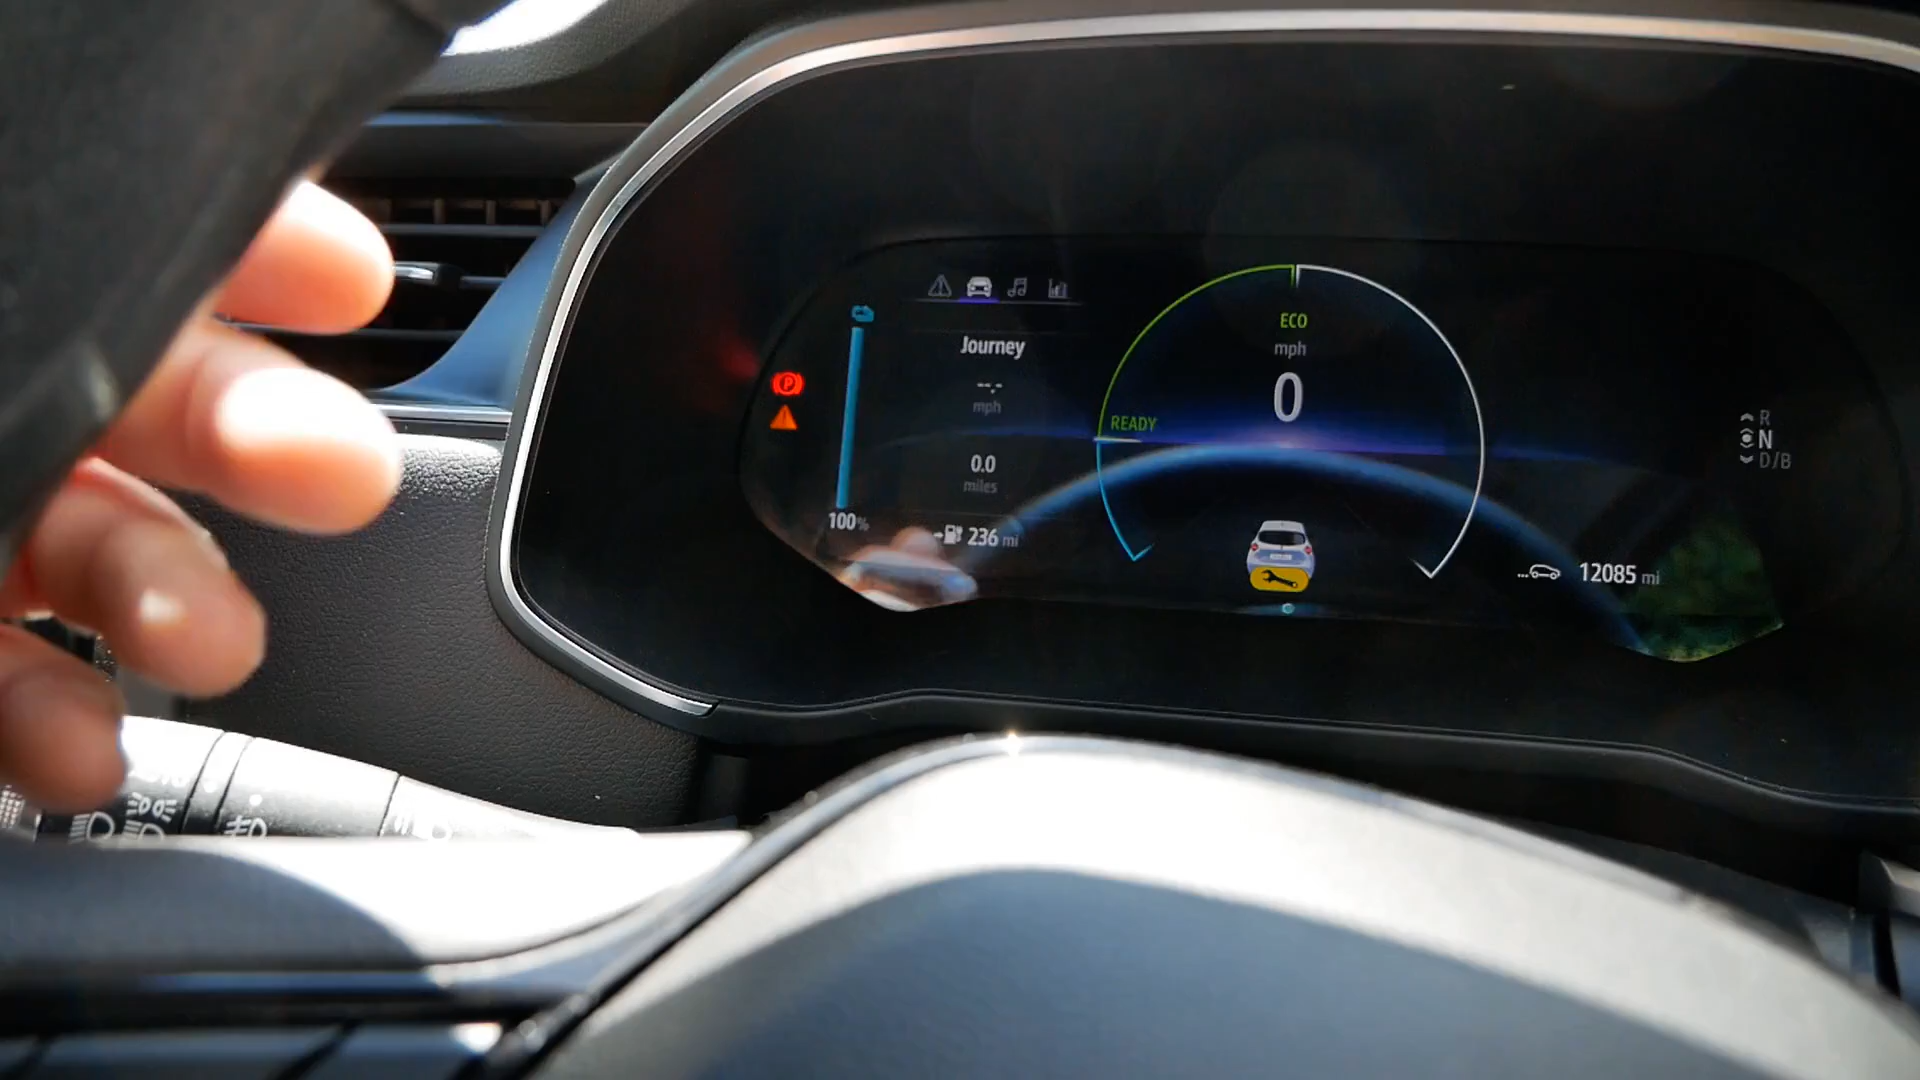 Journey
--.-
mph
0.0
miles
100%
236 mi
ECO
mph
0
READY
R
N
D/B
12085 mi